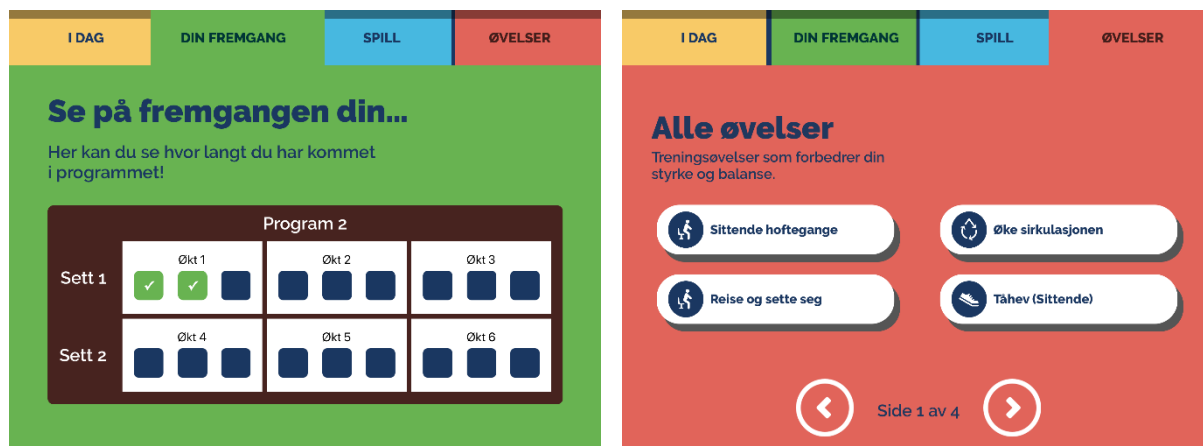 I DAG
DIN FREMGANG
SPILL
ØVELSER
Se på fremgangen din...
Her kan du se hvor langt du har kommet
i programmet!
Program 2
Sett 1
Økt 1
Økt 2
Økt 3
Sett 2
Økt 4
Økt 5
Økt 6
I DAG
DIN FREMGANG
SPILL
ØVELSER
Alle øvelser
Treningsøvelser som forbedrer din
styrke og balanse.
Sittende hoftegange
Øke sirkulasjonen
Reise og sette seg
Tåhev (Sittende)
Side 1 av 4